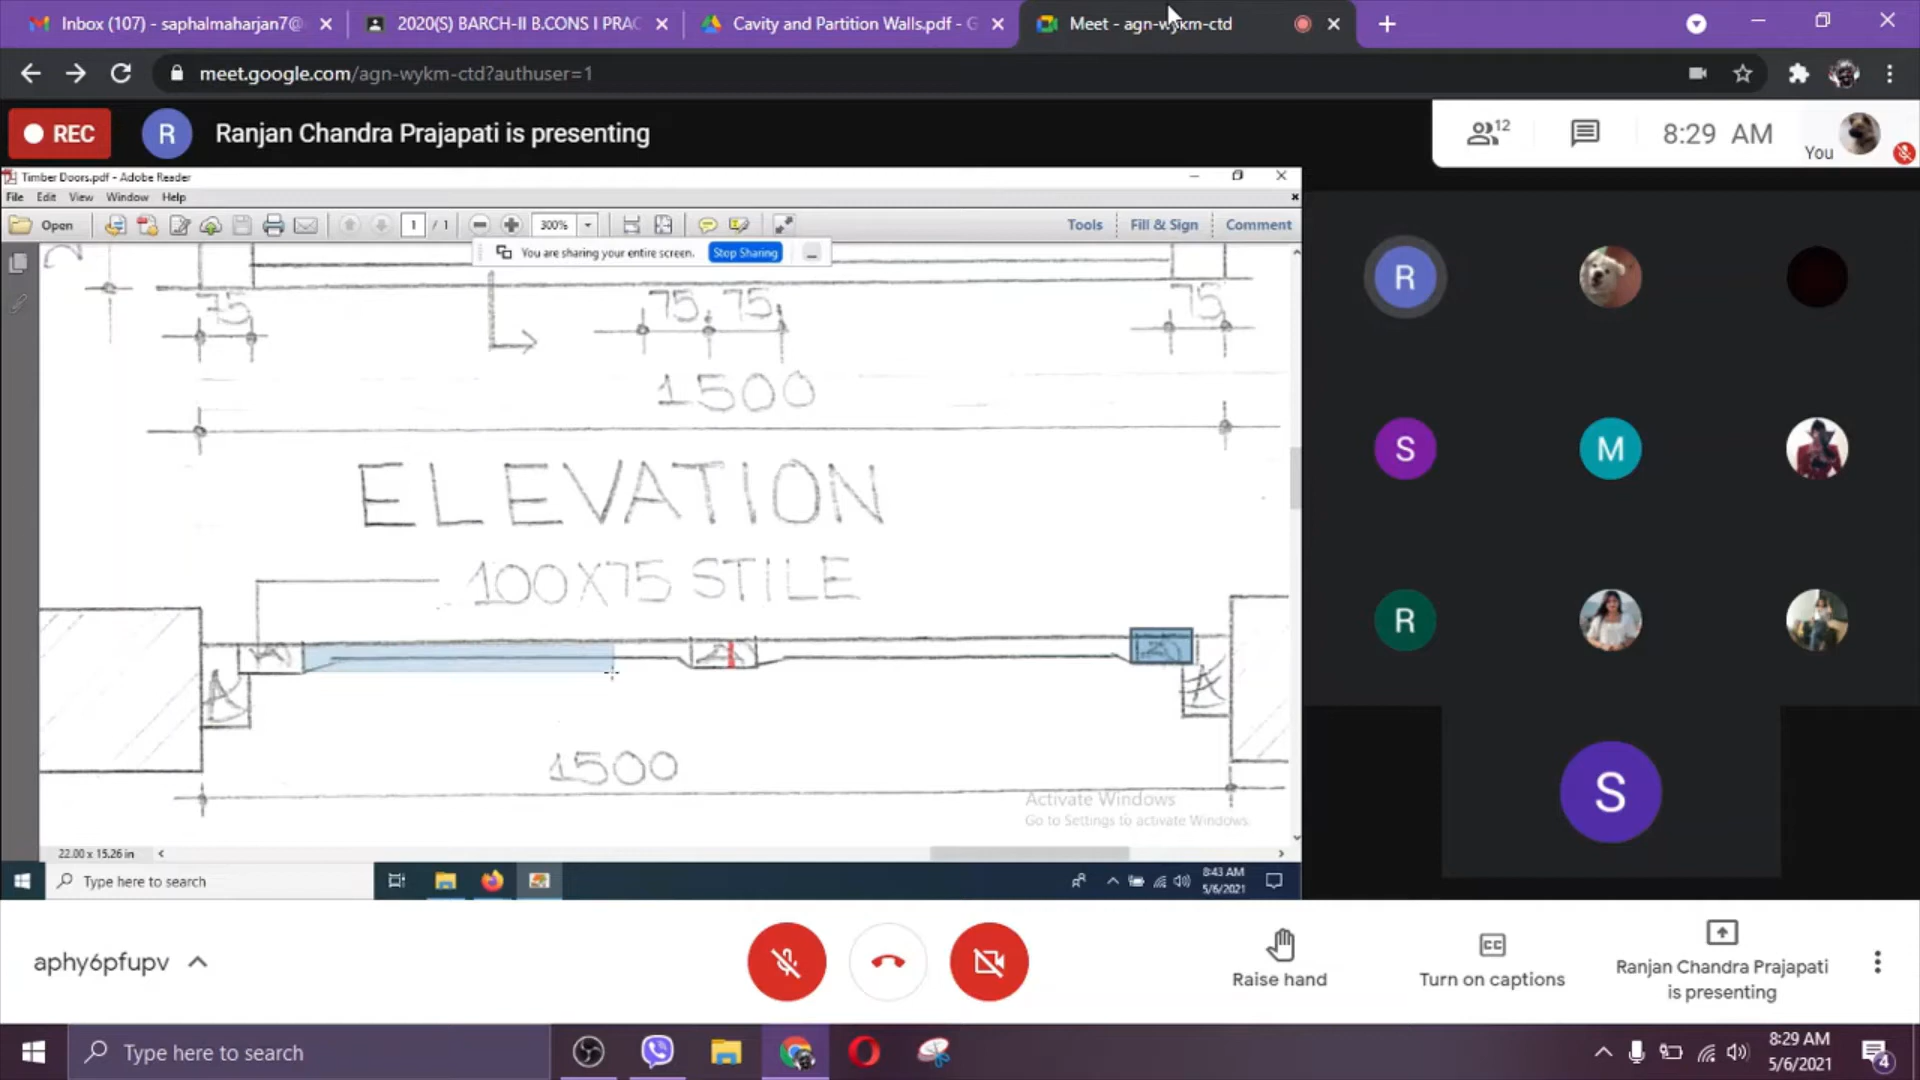 Inbox (107) - saphalmaharjan7@
2020(S) BARCH-II B.CONS I PRAC
Cavity and Partition Walls.pdf - G
Meet - agn-wykm-ctd
meet.google.com/agn-wykm-ctd?authuser=1
REC
R
Ranjan Chandra Prajapati is presenting
12
8:29 AM
You
Timber Doors.pdf - Adobe Reader
File Edit View Window Help
Open
1 / 1
300%
Tools
Fill & Sign
Comment
You are sharing your entire screen.
Stop Sharing
75
75
75
75
1500
ELEVATION
100X75 STILE
1500
Activate Windows
Go to Settings to activate Windows.
22.00 x 15.26 in
Type here to search
8:43 AM
5/6/2021
R
S
M
R
S
aphy6pfupv
Raise hand
CC
Turn on captions
Ranjan Chandra Prajapati
is presenting
Type here to search
8:29 AM
5/6/2021
4